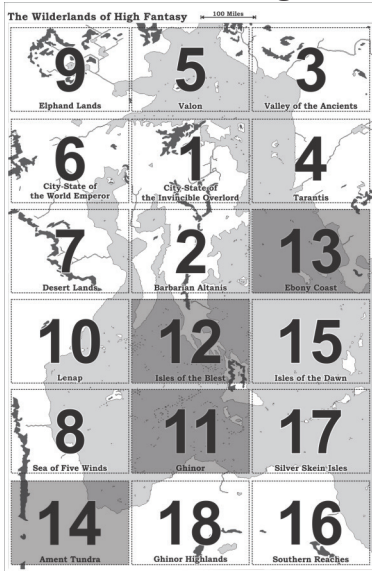 The Wilderlands of High Fantasy
100 Miles
9
Elphand Lands
5
Valon
3
Valley of the Ancients
6
City-State of
the World Emperor
1
City-State of
the Invincible Overlord
4
Tarantis
7
Desert Lands
2
Barbarian Altanis
13
Ebony Coast
10
Lenap
12
Isles of the Blest
15
Isles of the Dawn
8
Sea of Five Winds
11
Ghinor
17
Silver Skein Isles
14
Ament Tundra
18
Ghinor Highlands
16
Southern Reaches